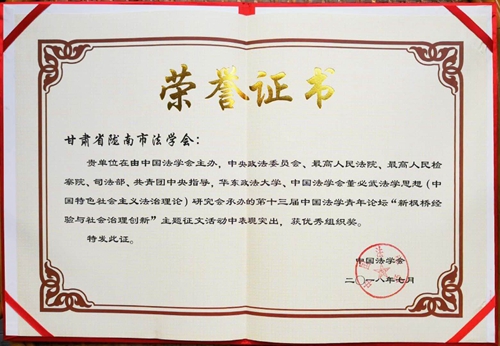 荣誉证书
甘肃省陇南市法学会：
贵单位在由中国法学会主办，中央政法委员会、最高人民法院、最高人民检
察院、司法部、共青团中央指导，华东政法大学、中国法学会董必武法学思想（中
国特色社会主义法治理论）研究会承办的第十三届中国法学青年论坛“新枫桥经
验与社会治理创新”主题征文活动中表现突出，获优秀组织奖。
特发此证。
中国法学会
二〇一八年七月